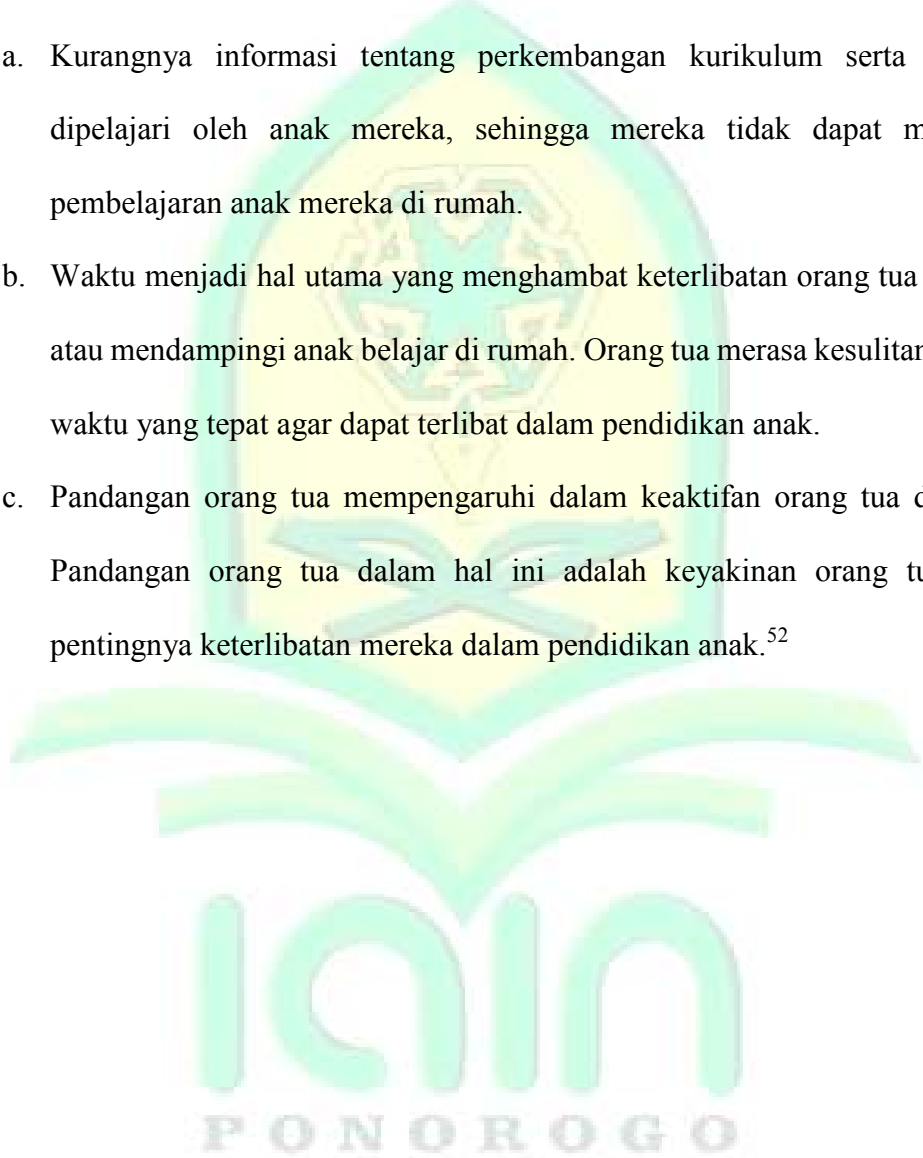 a. Kurangnya informasi tentang perkembangan kurikulum serta
dipelajari oleh anak mereka, sehingga mereka tidak dapat m
pembelajaran anak mereka di rumah.
b. Waktu menjadi hal utama yang menghambat keterlibatan orang tua
atau mendampingi anak belajar di rumah. Orang tua merasa kesulitan
waktu yang tepat agar dapat terlibat dalam pendidikan anak.
c. Pandangan orang tua mempengaruhi dalam keaktifan orang tua d
Pandangan orang tua dalam hal ini adalah keyakinan orang tu
pentingnya keterlibatan mereka dalam pendidikan anak.52
iain
PONOROGO